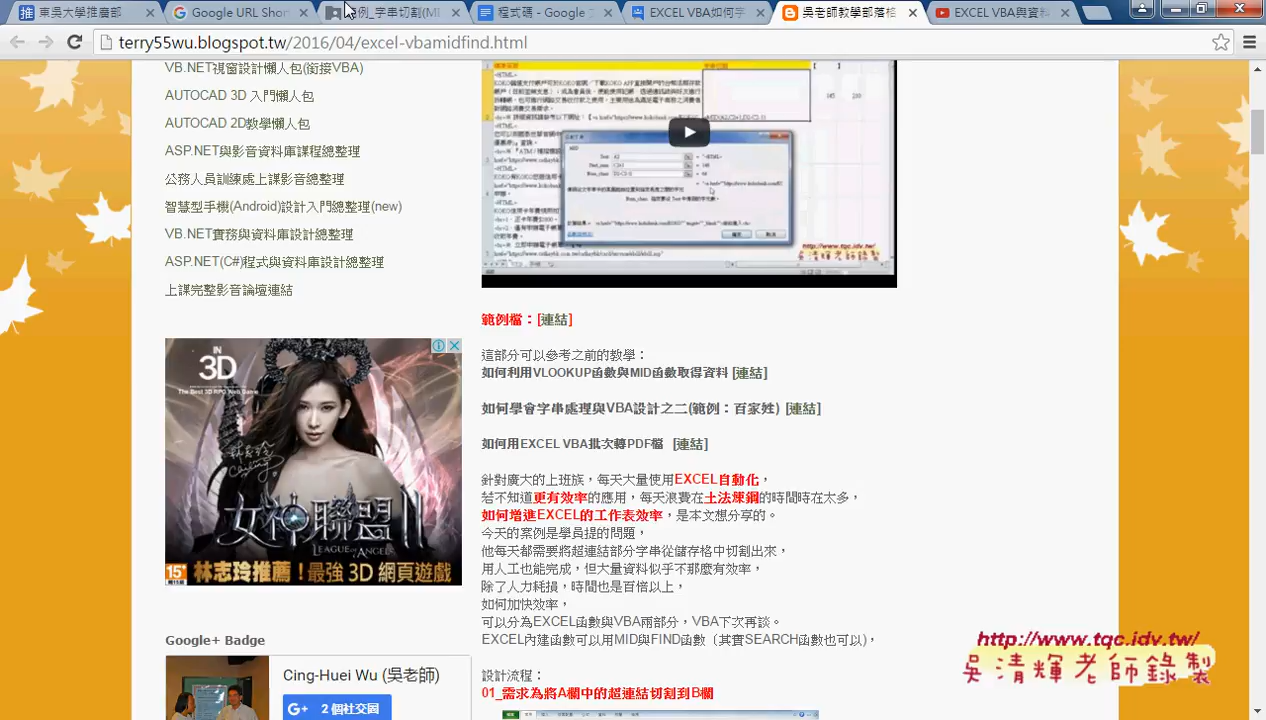 東吳大學推廣部
Google URL Shor
例_字串切割(MI
程式碼 - Google
EXCEL VBA如何字
吳老師教學部落格
EXCEL VBA與資料
terry55wu.blogspot.tw/2016/04/excel-vbamidfind.html
VB.NET視窗設計懶人包(銜接VBA)
AUTOCAD 3D 入門懶人包
AUTOCAD 2D教學懶人包
ASP.NET與影音資料庫課程總整理
公務人員訓練處上課影音總整理
智慧型手機(Android)設計入門總整理(new)
VB.NET實務與資料庫設計總整理
ASP.NET(C#)程式與資料庫設計總整理
上課完整影音論壇連結
http://www.tqc.idv.tw/
範例檔：[連結]
這部分可以參考之前的教學：
如何利用VLOOKUP函數與MID函數取得資料 [連結]
如何學會字串處理與VBA設計之二(範例：百家姓) [連結]
如何用EXCEL VBA批次轉PDF檔 [連結]
針對廣大的上班族，每天大量使用EXCEL自動化，
若不知道更有效率的應用，每天浪費在土法煉鋼的時間時在太多，
如何增進EXCEL的工作表效率，是本文想分享的。
今天的案例是學員提的問題，
他每天都需要將超連結部分字串從儲存格中切割出來，
用人工也能完成，但大量資料似乎不那麼有效率，
除了人力耗損，時間也是百倍以上，
如何加快效率，
可以分為EXCEL函數與VBA兩部分，VBA下次再談。
EXCEL內建函數可以用MID與FIND函數（其實SEARCH函數也可以)，
設計流程：
01_需求為將A欄中的超連結切割到B欄
IN
3D
The Best 3D RPG Web Game
女神聯盟II
LEAGUE OF ANGELS
15+
林志玲推薦！最強 3D 網頁遊戲
Google+ Badge
Cing-Huei Wu (吳老師)
G+ 2 個社交圈
http://www.tqc.idv.tw/
吳清輝老師錄製